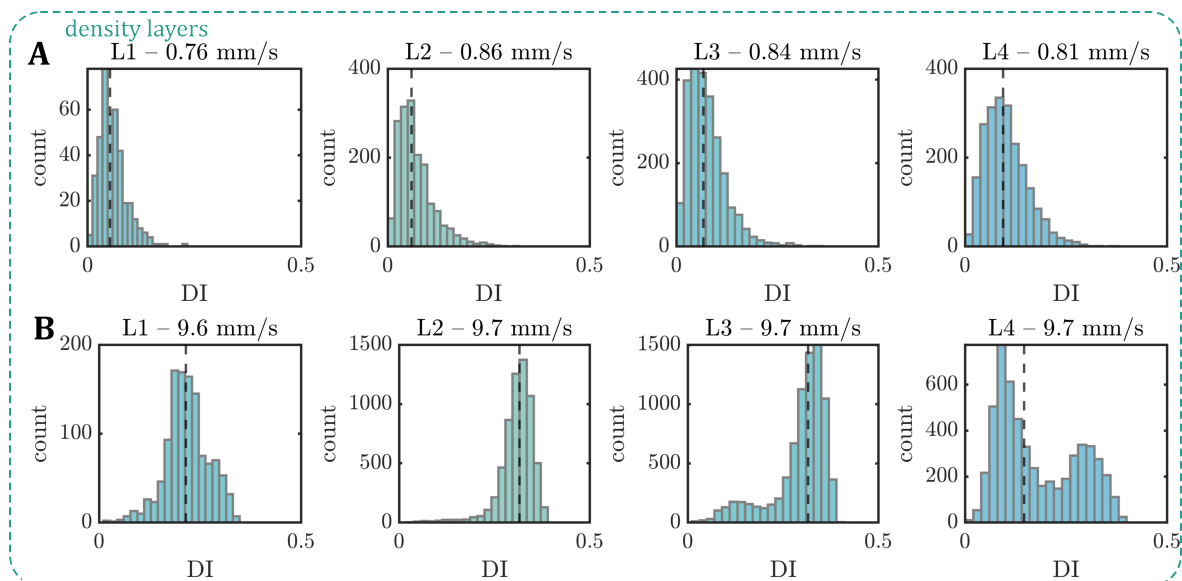 density layers
A
L1 – 0.76 mm/s
L2 – 0.86 mm/s
L3 – 0.84 mm/s
L4 – 0.81 mm/s
count
60
40
20
0
0
0.5
DI
count
400
200
0
0
0.5
DI
count
400
200
0
0
0.5
DI
count
400
200
0
0
0.5
DI
B
L1 – 9.6 mm/s
L2 – 9.7 mm/s
L3 – 9.7 mm/s
L4 – 9.7 mm/s
count
200
100
0
0
0.5
DI
count
1500
1000
500
0
0
0.5
DI
count
1500
1000
500
0
0
0.5
DI
count
600
400
200
0
0
0.5
DI